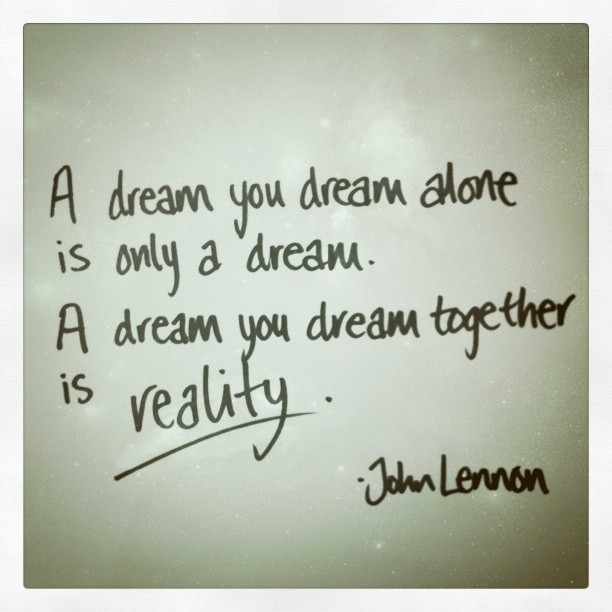 A dream you dream alone
is only a dream.
A dream you dream together
is reality.
-John Lennon